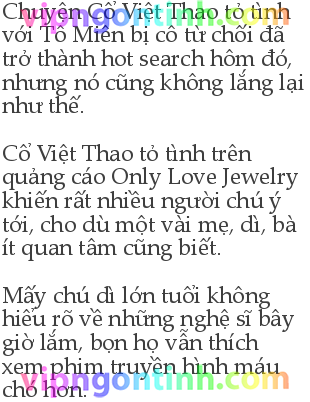 Chuyện Cổ Việt Thao tỏ tình
với Tô Miên bị cô từ chối đã
trở thành hot search hôm đó,
nhưng nó cũng không lắng lại
như thế.
Cổ Việt Thao tỏ tình trên
quảng cáo Only Love Jewelry
khiến rất nhiều người chú ý
tới, cho dù một vài mẹ, dì, bà
ít quan tâm cũng biết.
Mấy chú dì lớn tuổi không
hiểu rõ về những nghệ sĩ bây
giờ lắm, bọn họ vẫn thích
xem phim truyền hình máu
chó hơn.
vipngontinh.com
vipngontinh.com